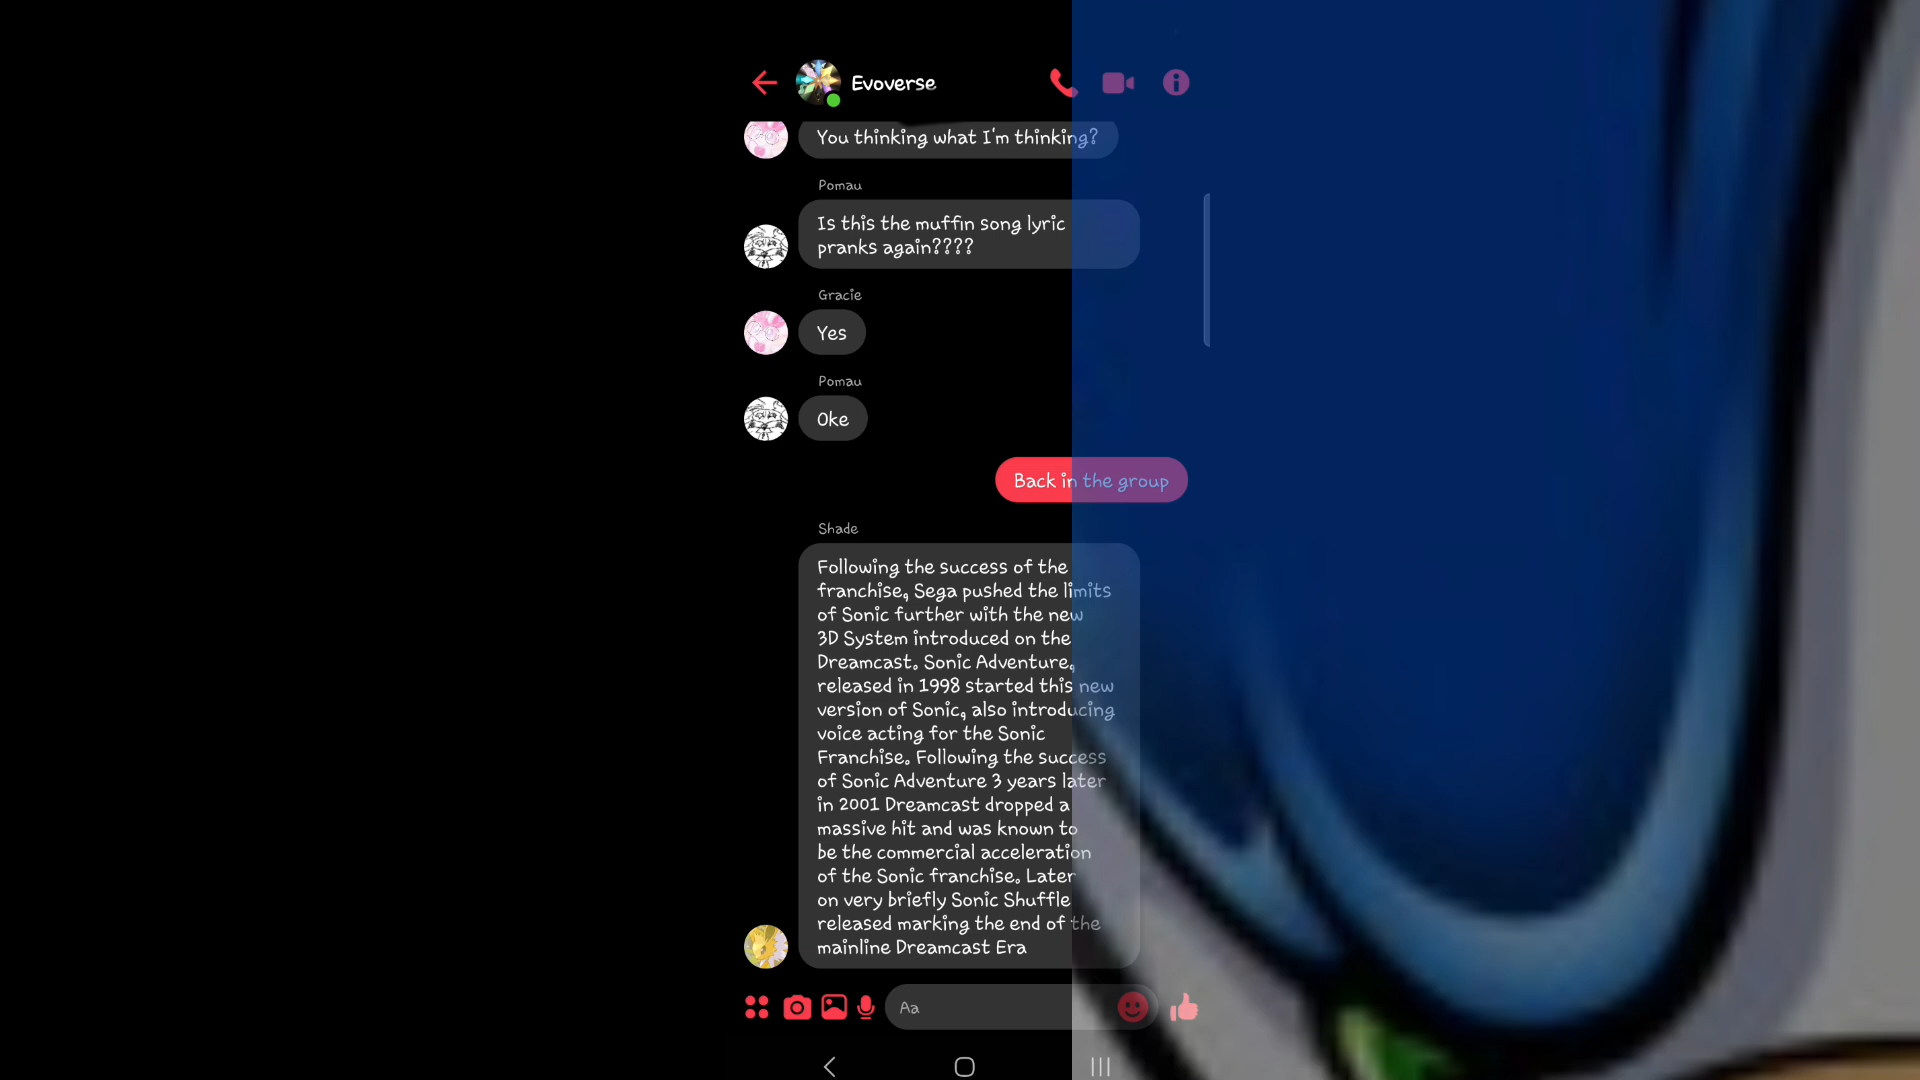 Evoverse
You thinking what I'm thinking?
Pomau
Is this the muffin song lyric
pranks again????
Gracie
Yes
Pomau
Oke
Back in the group
Shade
Following the success of the
franchise, Sega pushed the limits
of Sonic further with the new
3D System introduced on the
Dreamcast. Sonic Adventure,
released in 1998 started this new
version of Sonic, also introducing
voice acting for the Sonic
Franchise. Following the success
of Sonic Adventure 3 years later
in 2001 Dreamcast dropped a
massive hit and was known to
be the commercial acceleration
of the Sonic franchise. Later
on very briefly Sonic Shuffle
released marking the end of the
mainline Dreamcast Era
Aa